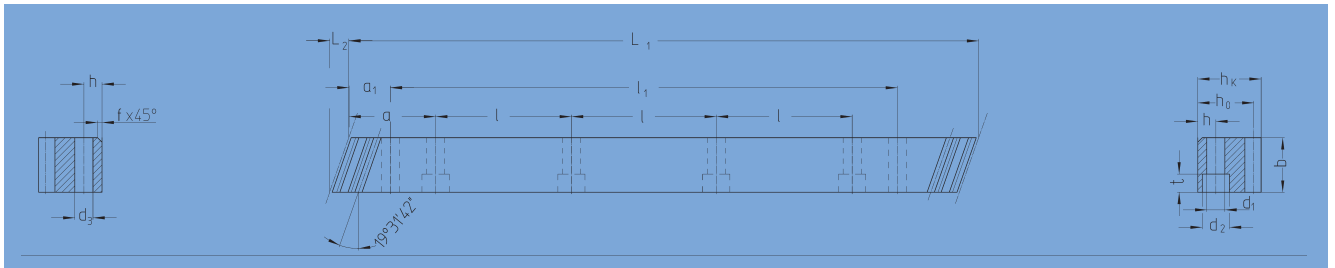 L₂
L₁
h
f x 45°
a₁
l₁
a
l
l
l
d₃
19°31'42"
hₖ
h₀
h
b
t
d₁
d₂